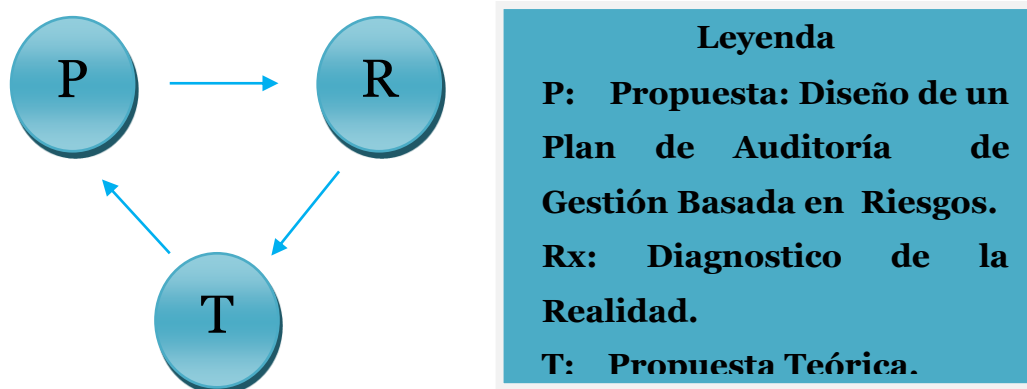 P
R
T
Leyenda
P: Propuesta: Diseño de un
Plan de Auditoría de
Gestión Basada en Riesgos.
Rx: Diagnostico de la
Realidad.
T: Propuesta Teórica.